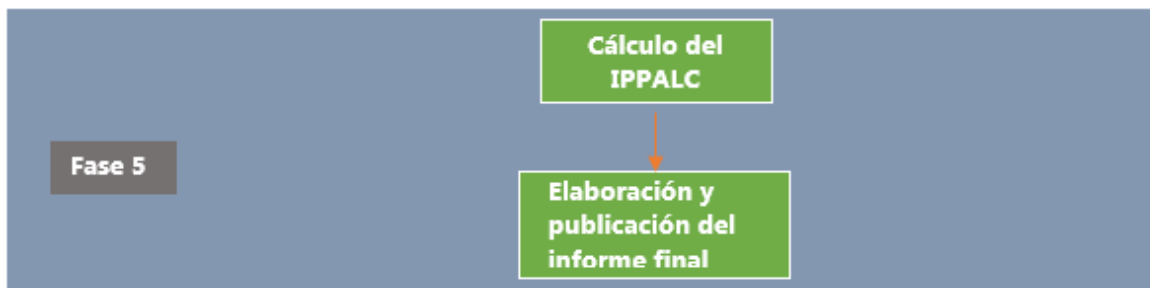 Cálculo del
IPPALC
Fase 5
Elaboración y
publicación del
informe final